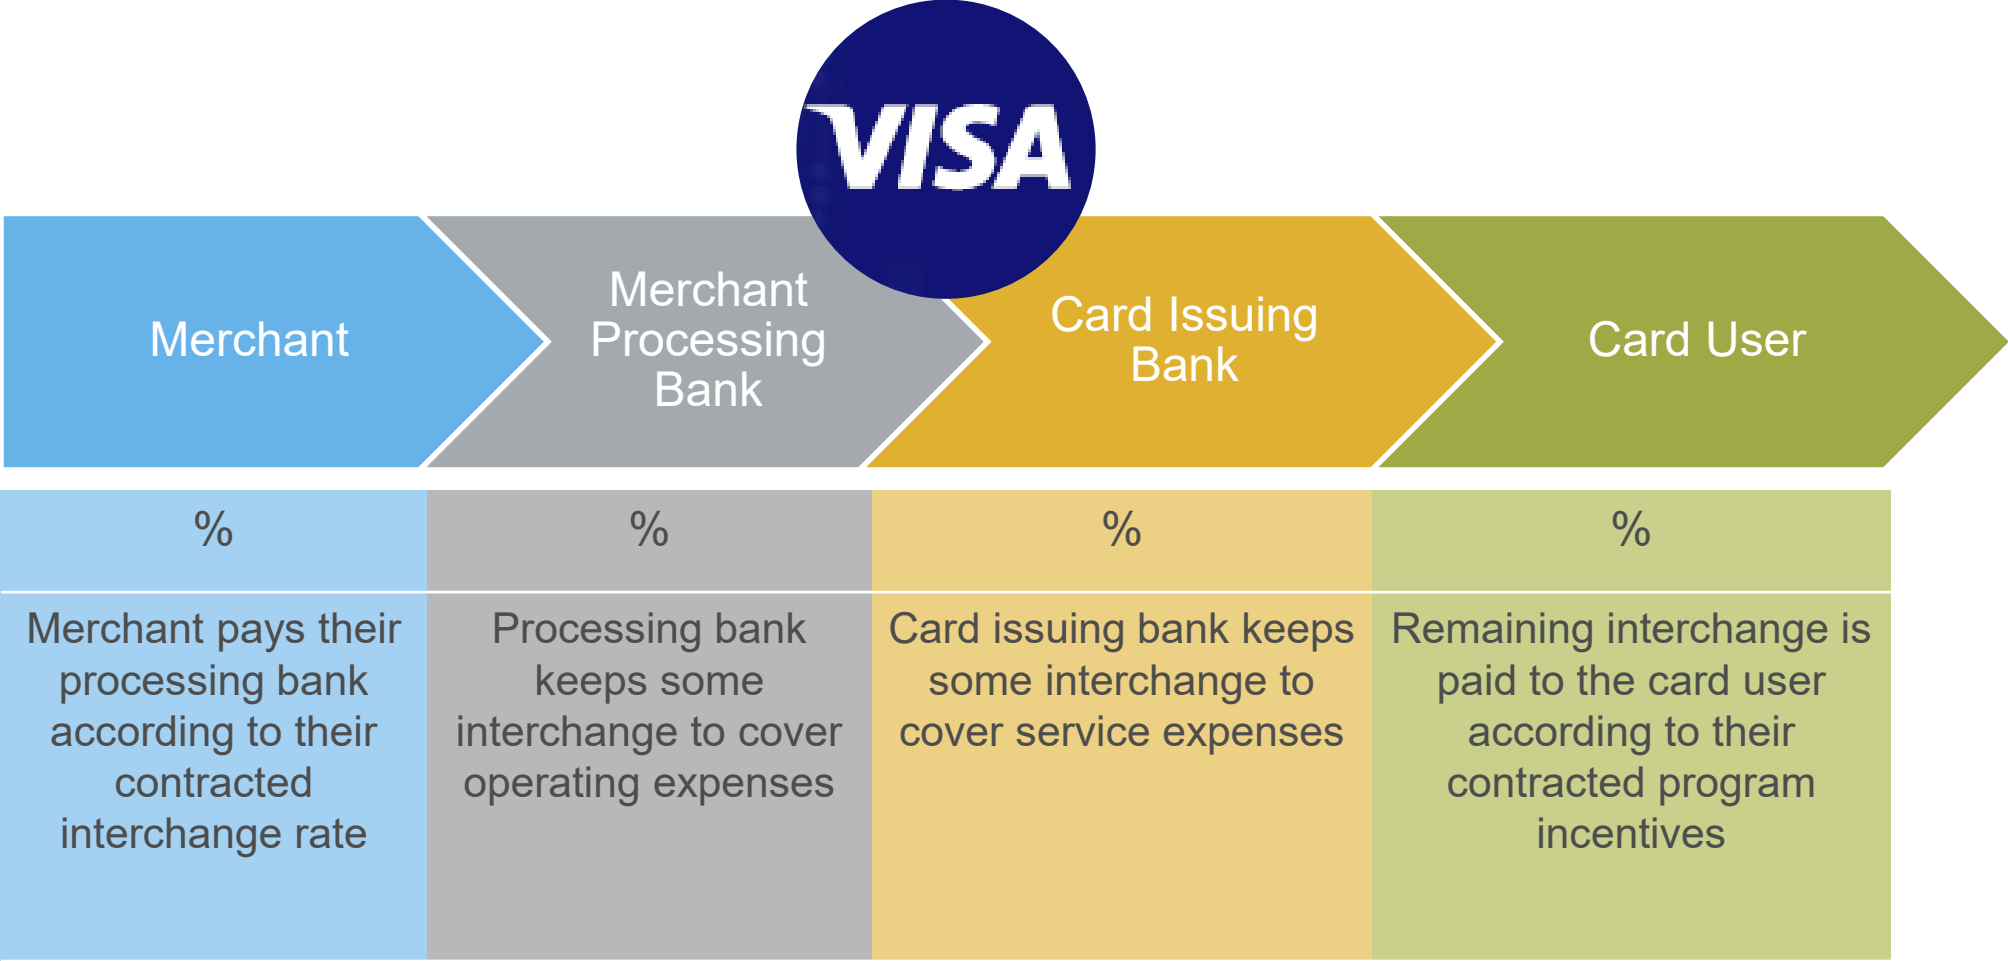 VISA
Merchant
Merchant
Processing
Bank
Card Issuing
Bank
Card User
%
%
%
%
Merchant pays their
processing bank
according to their
contracted
interchange rate
Processing bank
keeps some
interchange to cover
operating expenses
Card issuing bank keeps
some interchange to
cover service expenses
Remaining interchange is
paid to the card user
according to their
contracted program
incentives